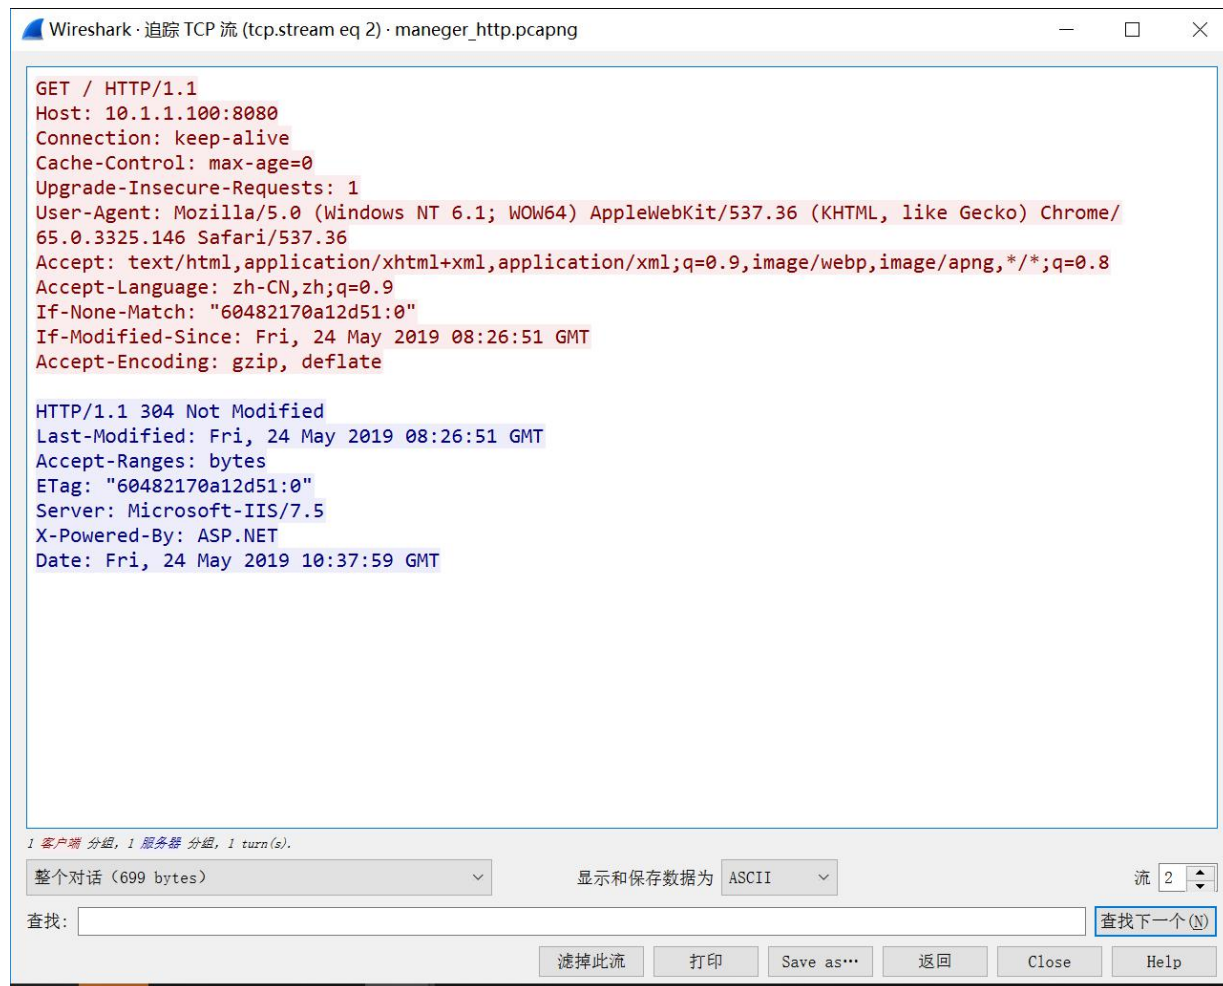 Wireshark · 追踪 TCP 流 (tcp.stream eq 2) · maneger_http.pcapng
GET / HTTP/1.1
Host: 10.1.1.100:8080
Connection: keep-alive
Cache-Control: max-age=0
Upgrade-Insecure-Requests: 1
User-Agent: Mozilla/5.0 (Windows NT 6.1; WOW64) AppleWebKit/537.36 (KHTML, like Gecko) Chrome/
65.0.3325.146 Safari/537.36
Accept: text/html,application/xhtml+xml,application/xml;q=0.9,image/webp,image/apng,*/*;q=0.8
Accept-Language: zh-CN,zh;q=0.9
If-None-Match: "60482170a12d51:0"
If-Modified-Since: Fri, 24 May 2019 08:26:51 GMT
Accept-Encoding: gzip, deflate
HTTP/1.1 304 Not Modified
Last-Modified: Fri, 24 May 2019 08:26:51 GMT
Accept-Ranges: bytes
ETag: "60482170a12d51:0"
Server: Microsoft-IIS/7.5
X-Powered-By: ASP.NET
Date: Fri, 24 May 2019 10:37:59 GMT
1 客户端 分组, 1 服务器 分组, 1 turn(s).
整个对话（699 bytes） 显示和保存数据为 ASCII 流 2
查找: 查找下一个(N)
滤掉此流 打印 Save as… 返回 Close Help